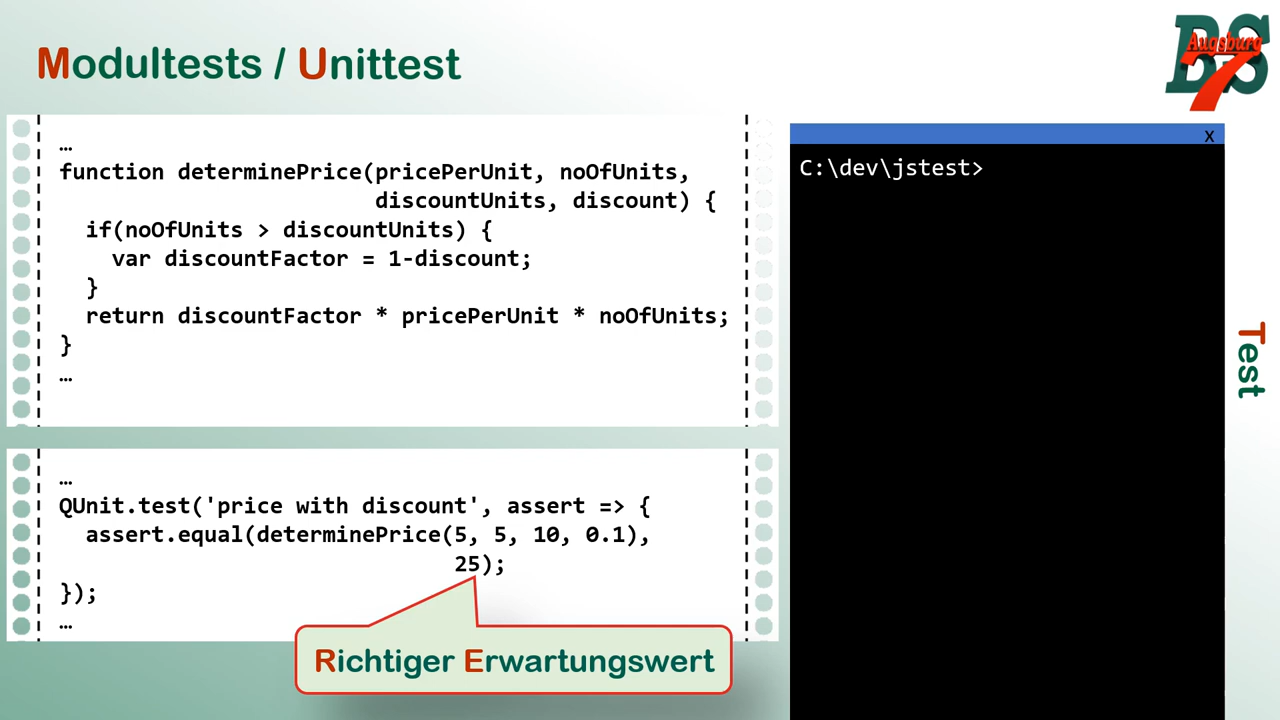 Modultests / Unittest
BS
Augsburg
7
…
function determinePrice(pricePerUnit, noOfUnits,
discountUnits, discount) {
if(noOfUnits > discountUnits) {
var discountFactor = 1-discount;
}
return discountFactor * pricePerUnit * noOfUnits;
}
…
…
QUnit.test('price with discount', assert => {
assert.equal(determinePrice(5, 5, 10, 0.1),
25);
});
…
Richtiger Erwartungswert
x
C:\dev\jstest>
Test